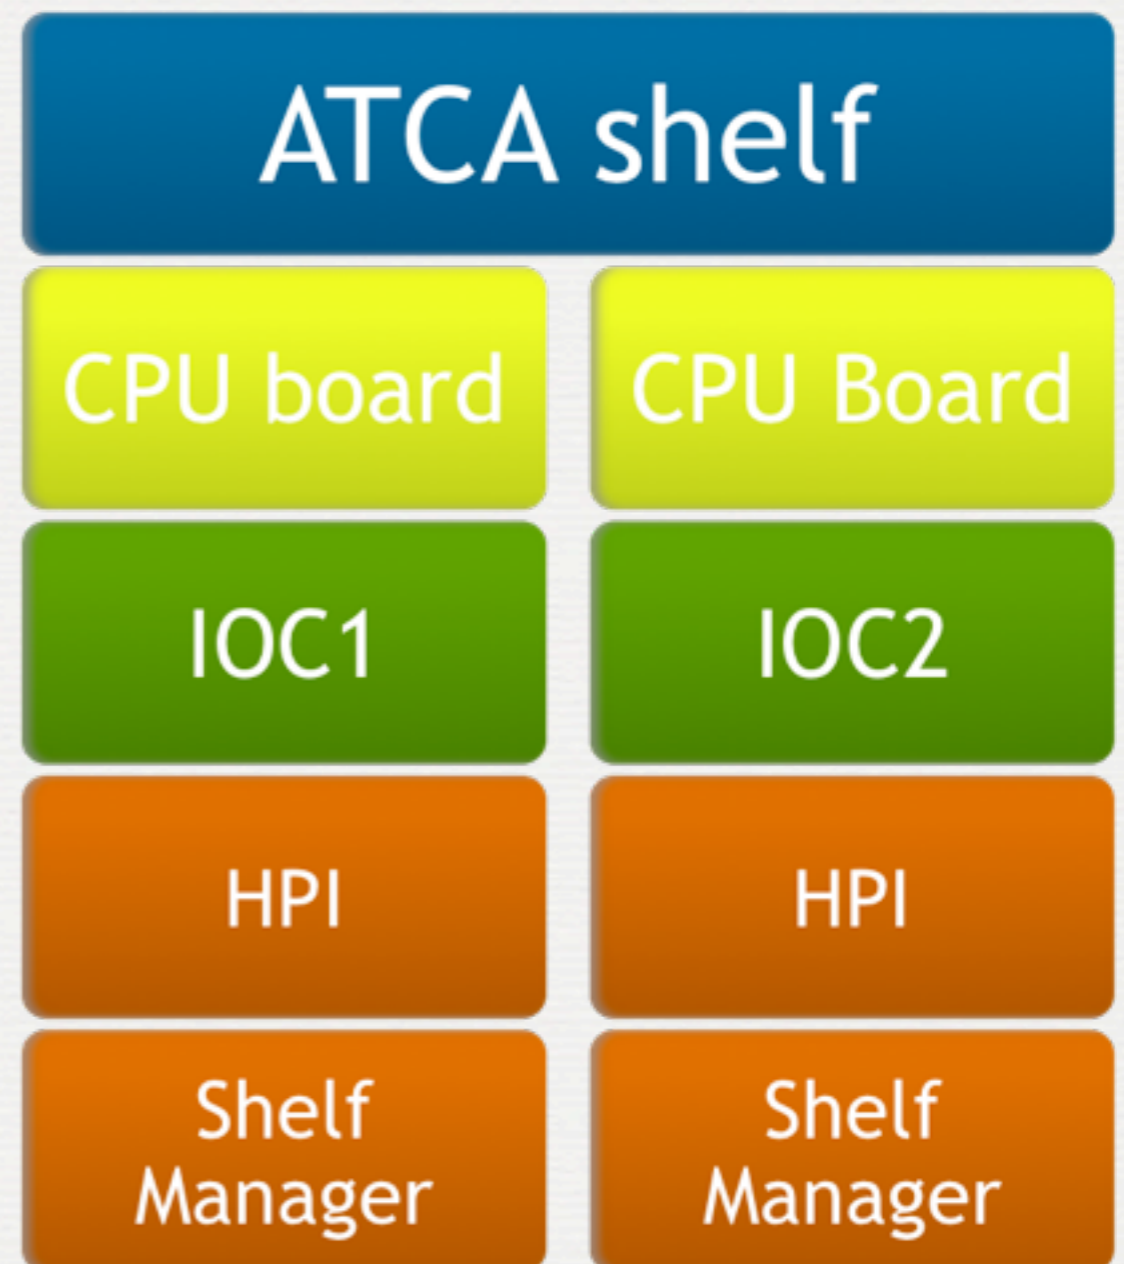 ATCA shelf
CPU board
CPU Board
IOC1
IOC2
HPI
HPI
Shelf
Manager
Shelf
Manager